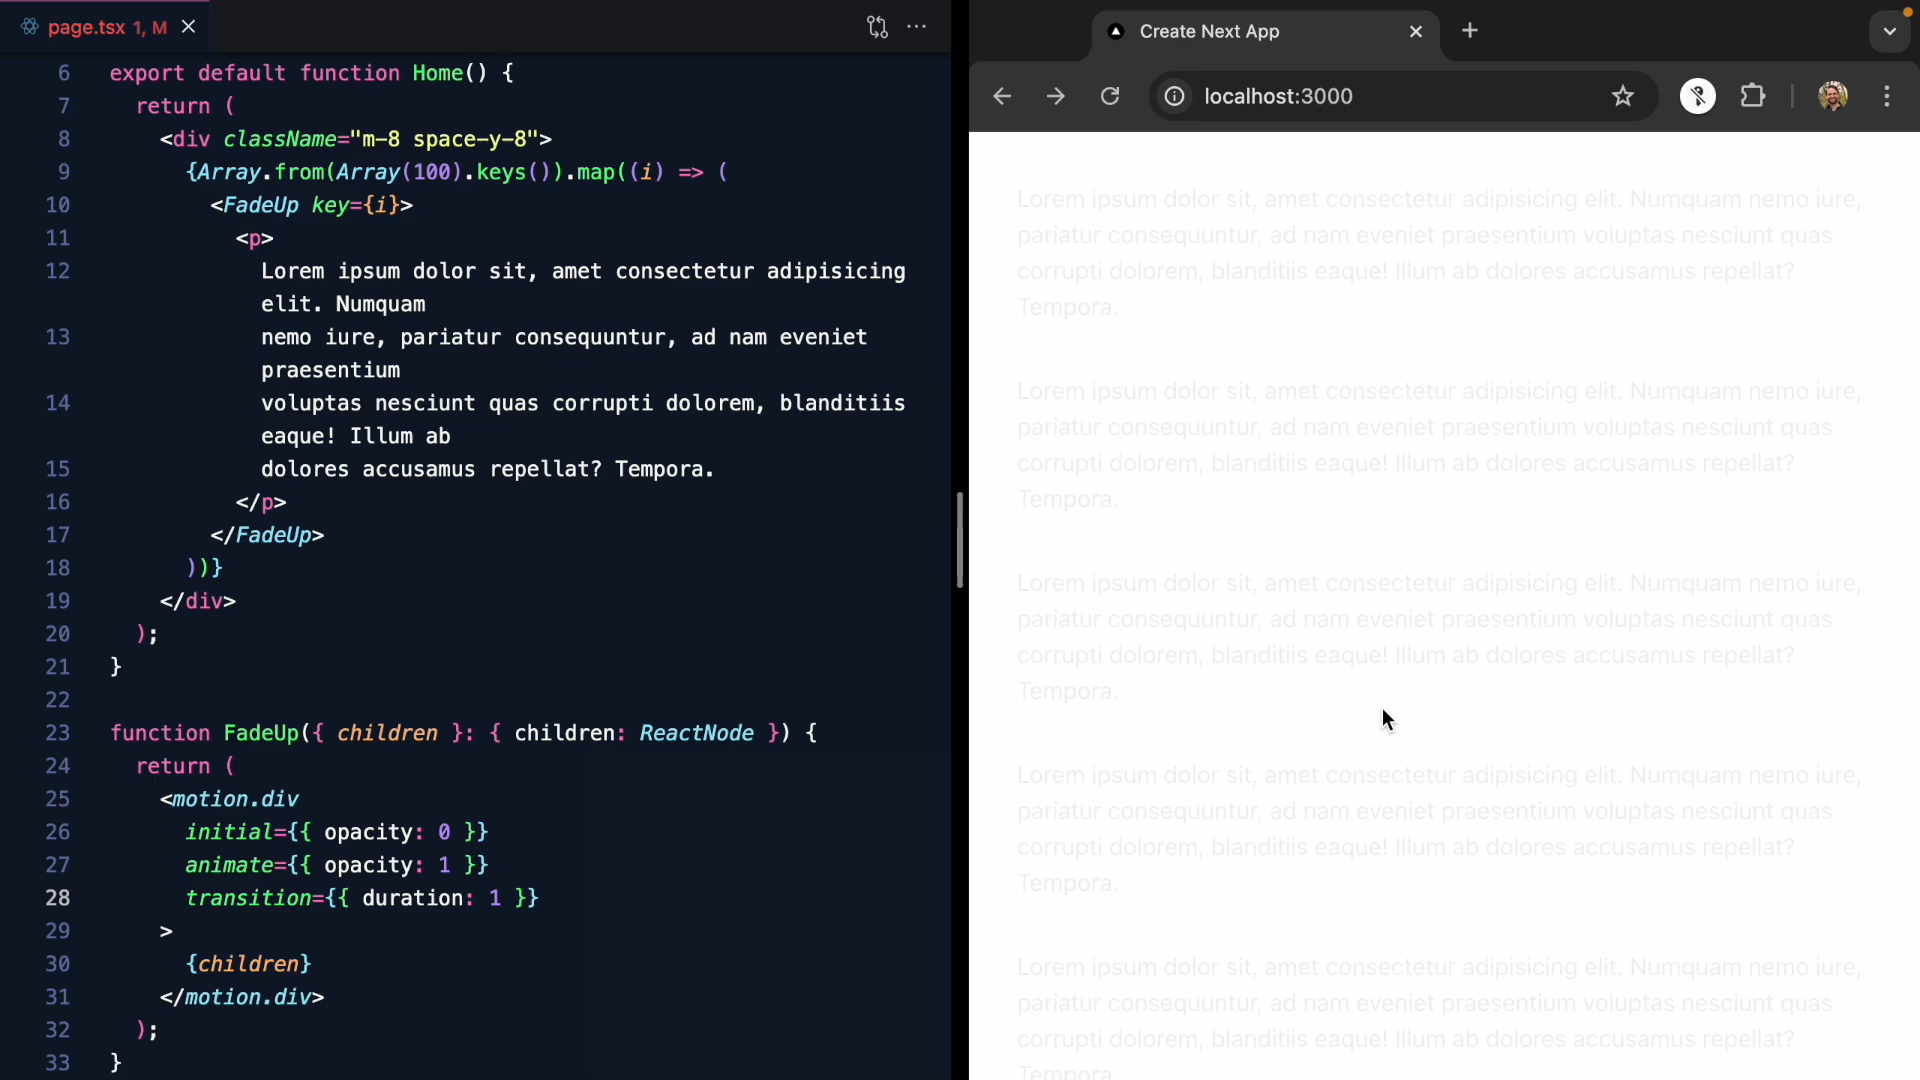 page.tsx 1, M
6 export default function Home() {
7 return (
8 <div className="m-8 space-y-8">
9 {Array.from(Array(100).keys()).map((i) => (
10 <FadeUp key={i}>
11 <p>
12 Lorem ipsum dolor sit, amet consectetur adipisicing
elit. Numquam
13 nemo iure, pariatur consequuntur, ad nam eveniet
praesentium
14 voluptas nesciunt quas corrupti dolorem, blanditiis
eaque! Illum ab
15 dolores accusamus repellat? Tempora.
16 </p>
17 </FadeUp>
18 ))}
19 </div>
20 );
21 }
22
23 function FadeUp({ children }: { children: ReactNode }) {
24 return (
25 <motion.div
26 initial={{ opacity: 0 }}
27 animate={{ opacity: 1 }}
28 transition={{ duration: 1 }}
29 >
30 {children}
31 </motion.div>
32 );
33 }
Create Next App
localhost:3000
Lorem ipsum dolor sit, amet consectetur adipisicing elit. Numquam nemo iure,
pariatur consequuntur, ad nam eveniet praesentium voluptas nesciunt quas
corrupti dolorem, blanditiis eaque! Illum ab dolores accusamus repellat?
Tempora.
Lorem ipsum dolor sit, amet consectetur adipisicing elit. Numquam nemo iure,
pariatur consequuntur, ad nam eveniet praesentium voluptas nesciunt quas
corrupti dolorem, blanditiis eaque! Illum ab dolores accusamus repellat?
Tempora.
Lorem ipsum dolor sit, amet consectetur adipisicing elit. Numquam nemo iure,
pariatur consequuntur, ad nam eveniet praesentium voluptas nesciunt quas
corrupti dolorem, blanditiis eaque! Illum ab dolores accusamus repellat?
Tempora.
Lorem ipsum dolor sit, amet consectetur adipisicing elit. Numquam nemo iure,
pariatur consequuntur, ad nam eveniet praesentium voluptas nesciunt quas
corrupti dolorem, blanditiis eaque! Illum ab dolores accusamus repellat?
Tempora.
Lorem ipsum dolor sit, amet consectetur adipisicing elit. Numquam nemo iure,
pariatur consequuntur, ad nam eveniet praesentium voluptas nesciunt quas
corrupti dolorem, blanditiis eaque! Illum ab dolores accusamus repellat?
Tempora